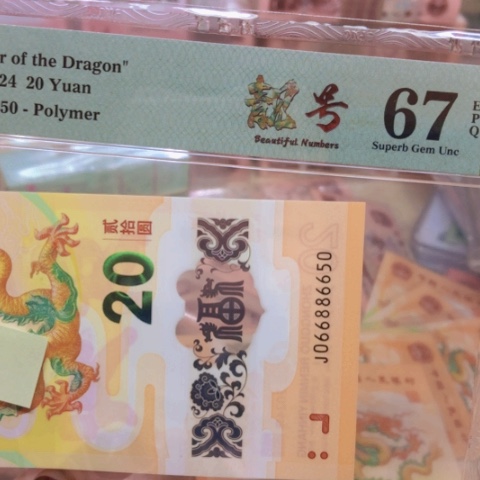 r of the Dragon"
24 20 Yuan
50 - Polymer
靓号
Beautiful Numbers
67
Superb Gem Unc
E
P
Q
贰拾圆
20
福
J066886650